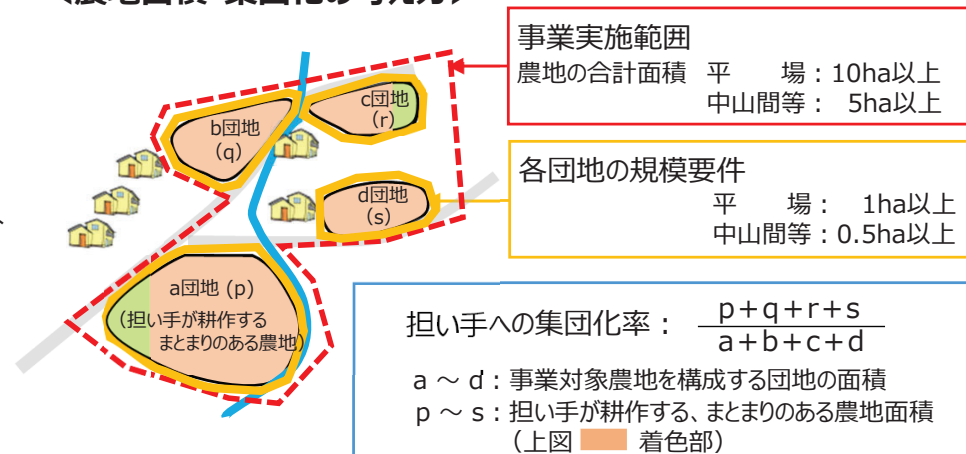 事業実施範囲
農地の合計面積 平　　場：10ha以上
中山間等： 5ha以上
c団地
(r)
b団地
(q)
各団地の規模要件
平　　場： 1ha以上
中山間等：0.5ha以上
d団地
(s)
a団地 (p)
(担い手が耕作する
まとまりのある農地)
担い手への集団化率： p+q+r+s
a+b+c+d
a ～ d：事業対象農地を構成する団地の面積
p ～ s：担い手が耕作する、まとまりのある農地面積
（上図 着色部）